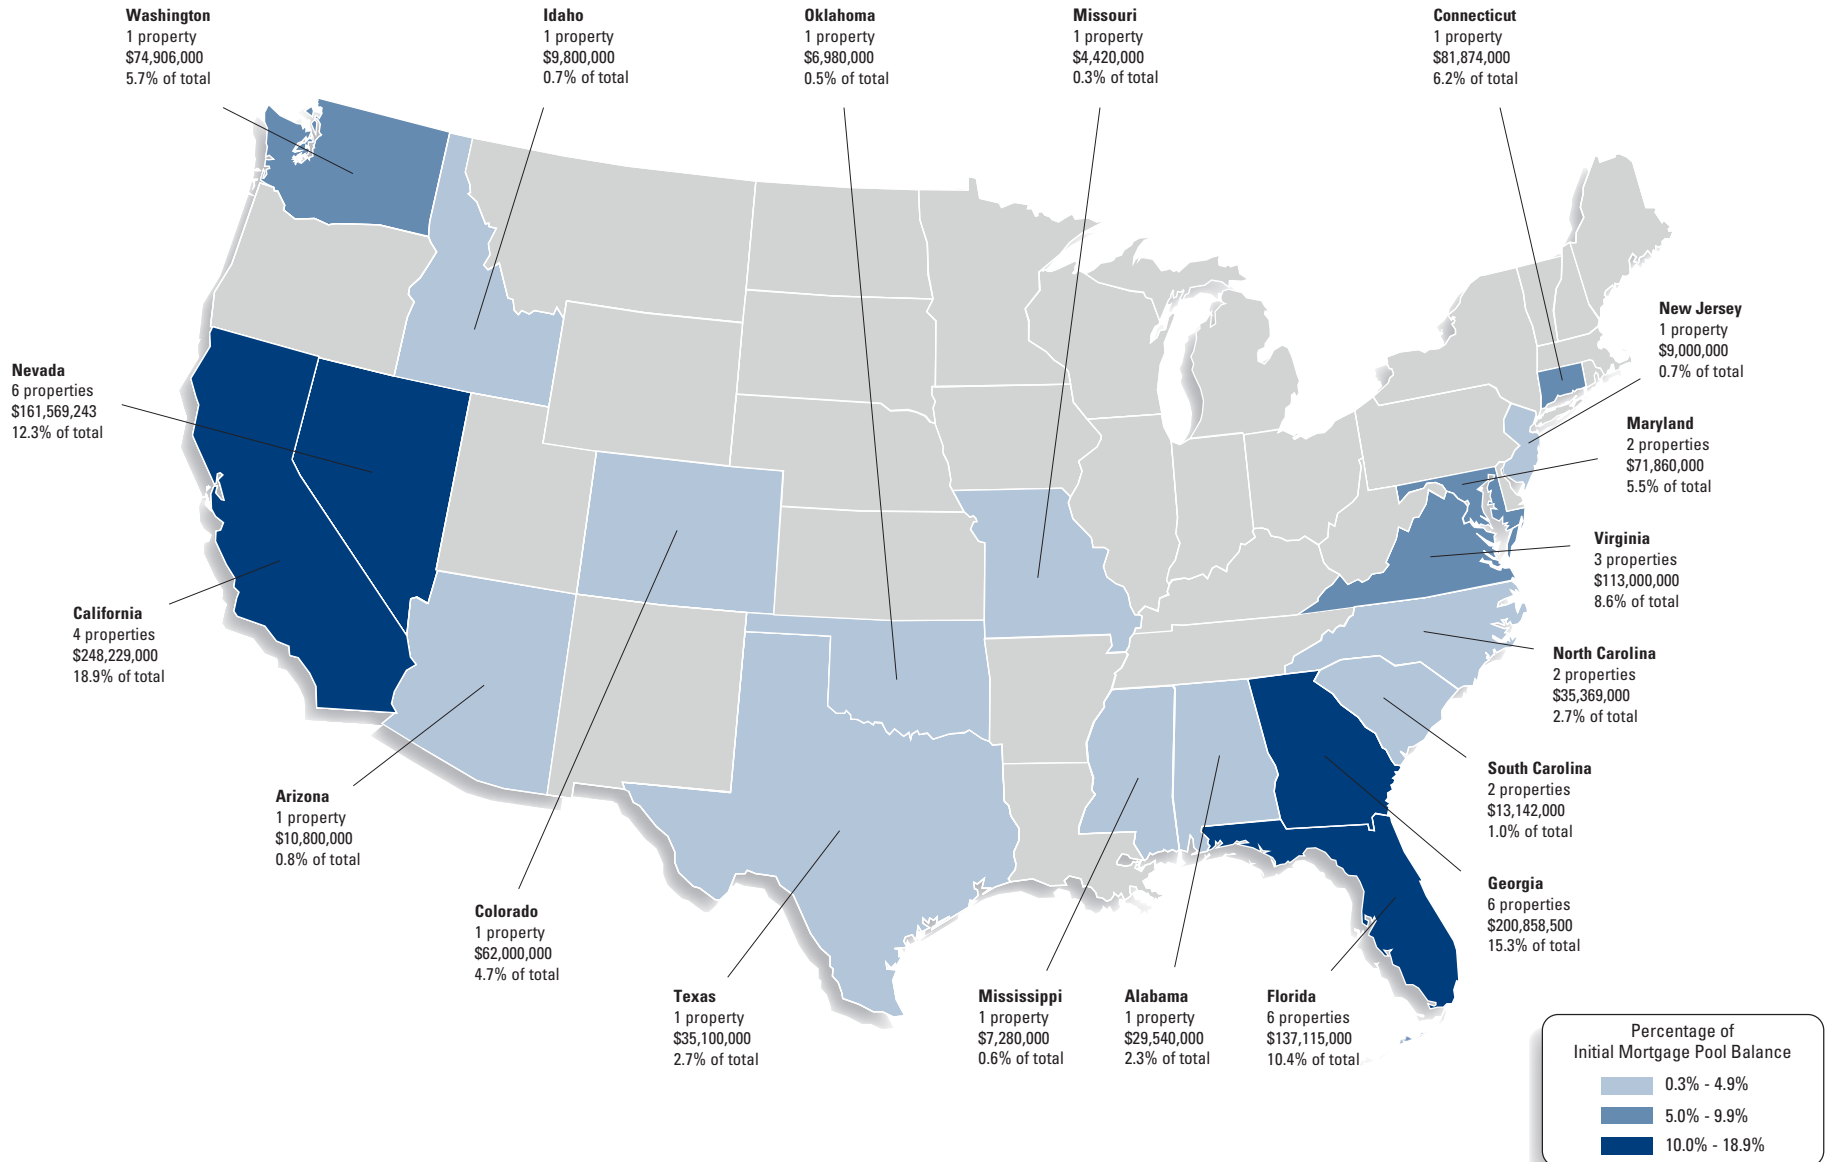 Washington
1 property
$74,906,000
5.7% of total
Idaho
1 property
$9,800,000
0.7% of total
Oklahoma
1 property
$6,980,000
0.5% of total
Missouri
1 property
$4,420,000
0.3% of total
Connecticut
1 property
$81,874,000
6.2% of total
New Jersey
1 property
$9,000,000
0.7% of total
Nevada
6 properties
$161,569,243
12.3% of total
Maryland
2 properties
$71,860,000
5.5% of total
Virginia
3 properties
$113,000,000
8.6% of total
California
4 properties
$248,229,000
18.9% of total
North Carolina
2 properties
$35,369,000
2.7% of total
South Carolina
2 properties
$13,142,000
1.0% of total
Arizona
1 property
$10,800,000
0.8% of total
Georgia
6 properties
$200,858,500
15.3% of total
Colorado
1 property
$62,000,000
4.7% of total
Texas
1 property
$35,100,000
2.7% of total
Mississippi
1 property
$7,280,000
0.6% of total
Alabama
1 property
$29,540,000
2.3% of total
Florida
6 properties
$137,115,000
10.4% of total
Percentage of
Initial Mortgage Pool Balance
0.3% - 4.9%
5.0% - 9.9%
10.0% - 18.9%